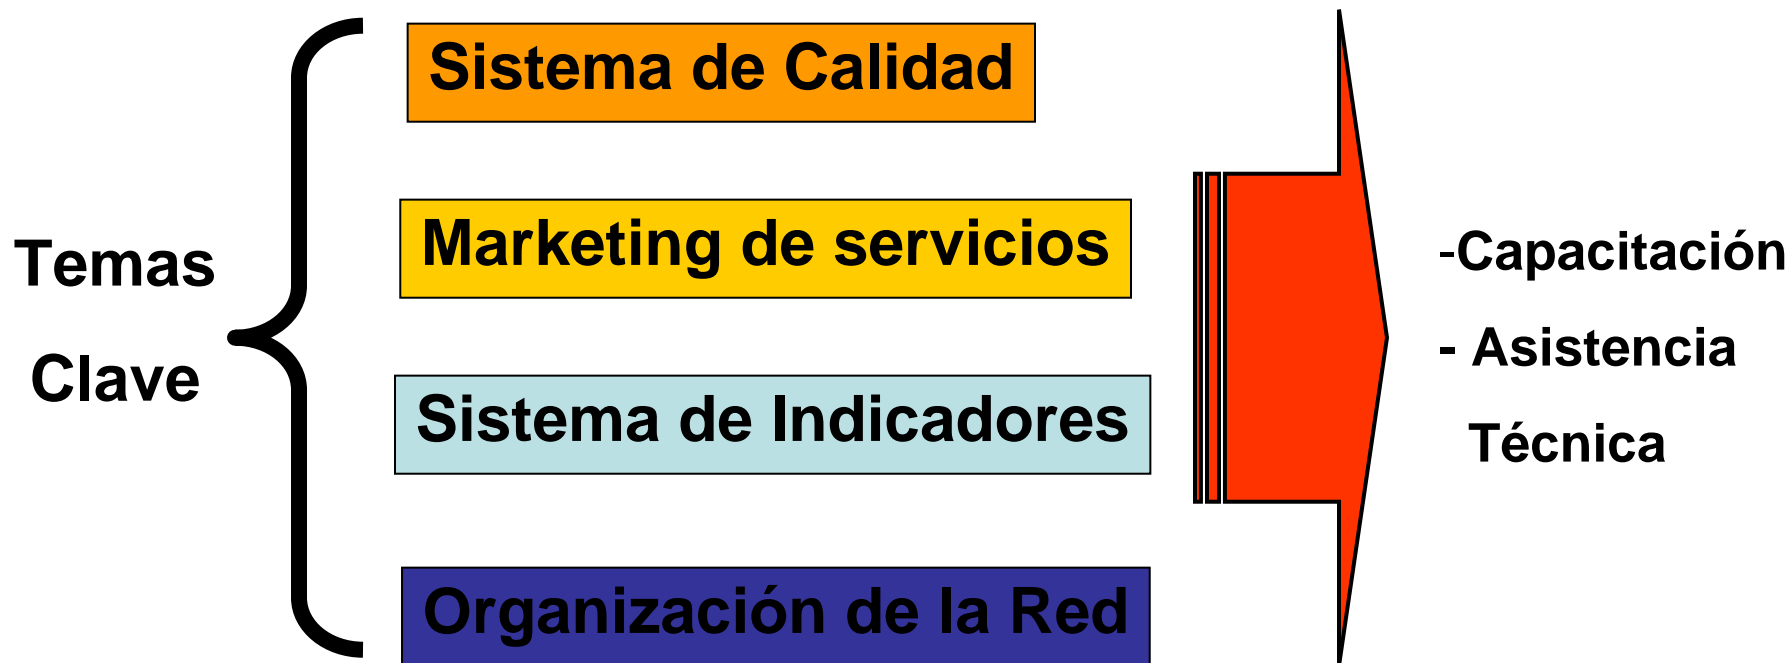 Temas
Clave
Sistema de Calidad
Marketing de servicios
Sistema de Indicadores
Organización de la Red
-Capacitación
- Asistencia
Técnica